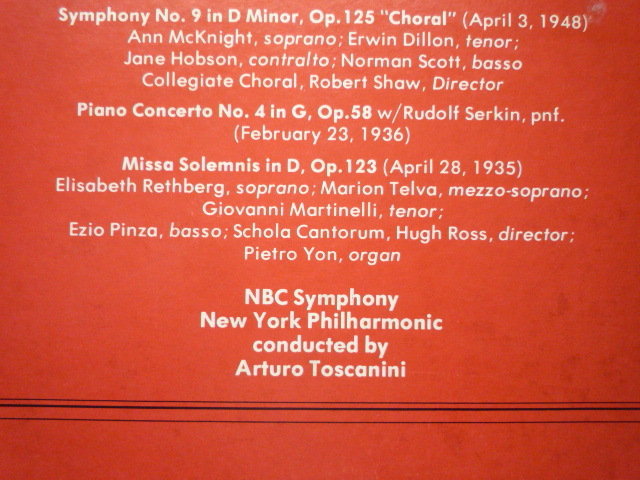 Symphony No. 9 in D Minor, Op.125 "Choral" (April 3, 1948)
Ann McKnight, soprano; Erwin Dillon, tenor;
Jane Hobson, contralto; Norman Scott, basso
Collegiate Choral, Robert Shaw, Director
Piano Concerto No. 4 in G, Op.58 w/Rudolf Serkin, pnf.
(February 23, 1936)
Missa Solemnis in D, Op.123 (April 28, 1935)
Elisabeth Rethberg, soprano; Marion Telva, mezzo-soprano;
Giovanni Martinelli, tenor;
Ezio Pinza, basso; Schola Cantorum, Hugh Ross, director;
Pietro Yon, organ
NBC Symphony
New York Philharmonic
conducted by
Arturo Toscanini